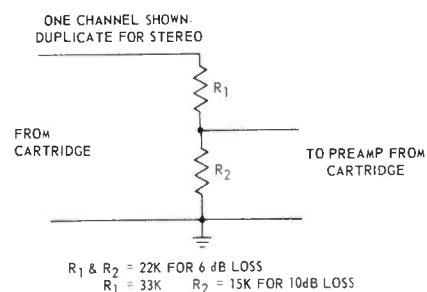 ONE CHANNEL SHOWN-
DUPLICATE FOR STEREO
R1
FROM
CARTRIDGE
R2
TO PREAMP FROM
CARTRIDGE
R1 & R2 = 22K FOR 6 dB LOSS
R1 = 33K R2 = 15K FOR 10dB LOSS